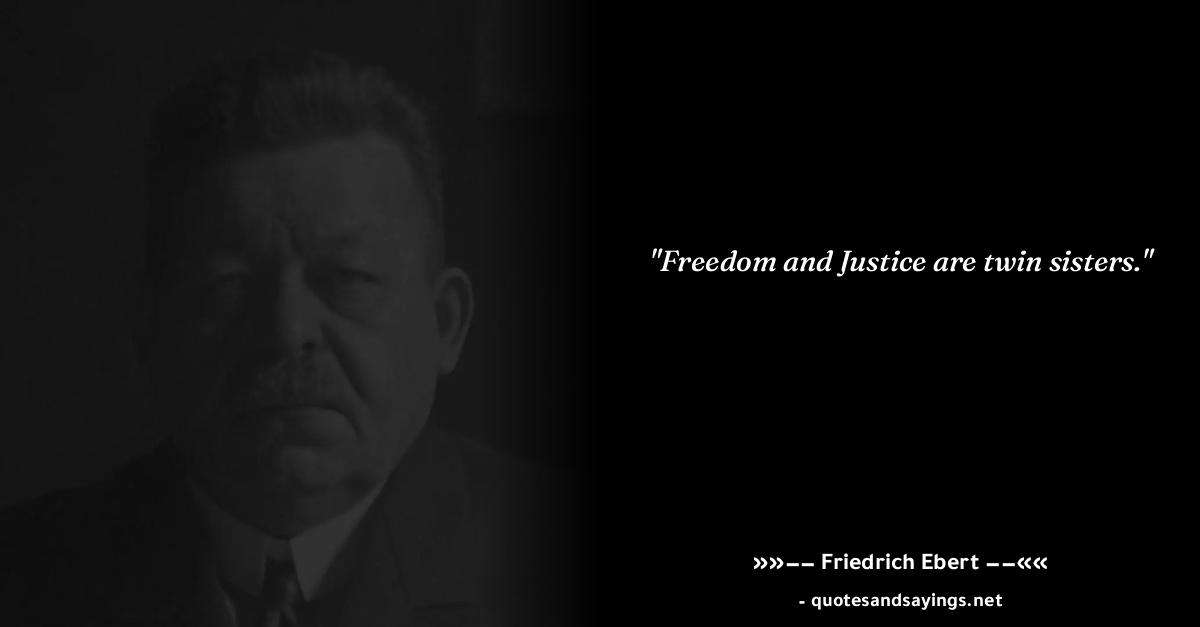 "Freedom and Justice are twin sisters."
»»−− Friedrich Ebert −−««
- quotesandsayings.net